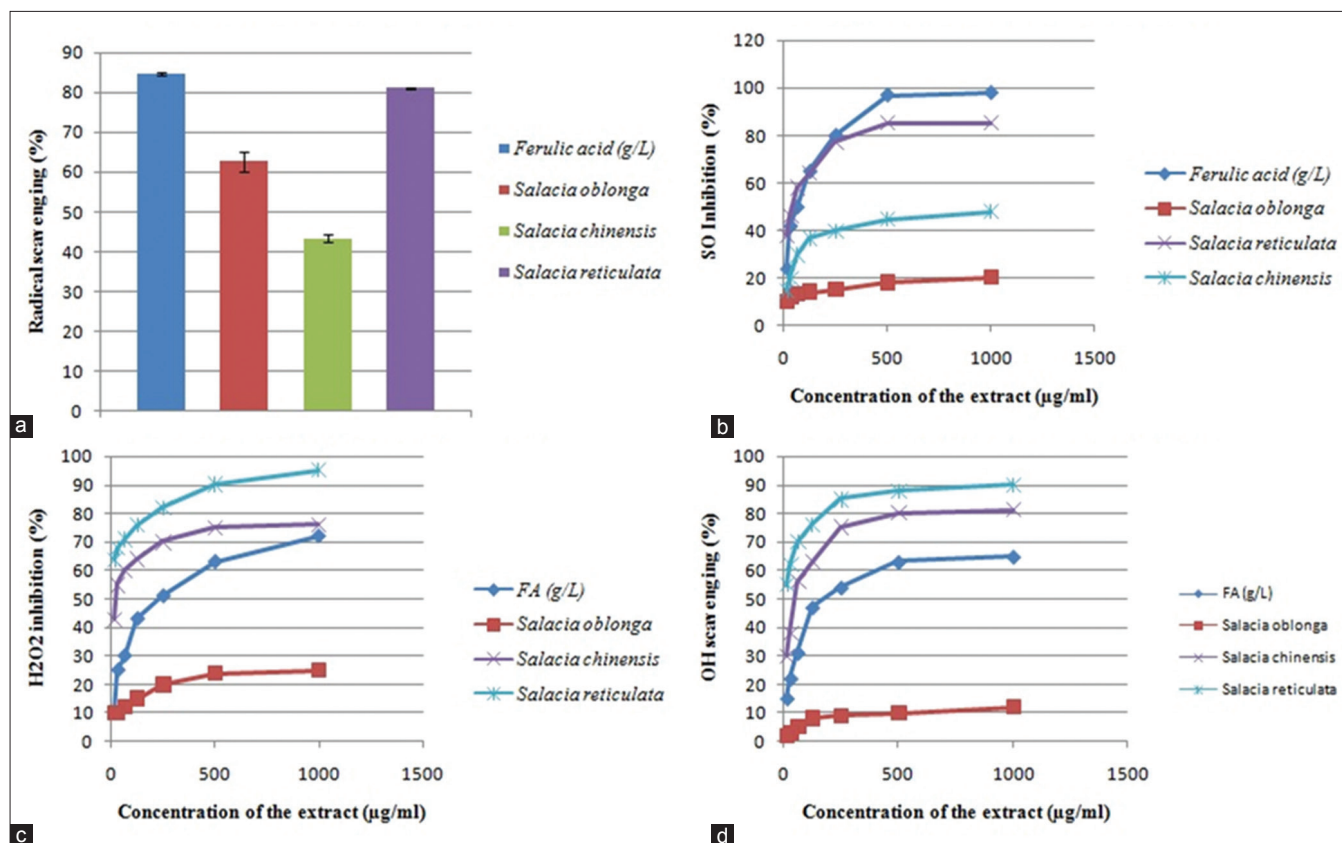 90
80
70
60
50
40
30
20
10
0
Radical scav enging (%)
Ferulic acid (g/L)
Salacia oblonga
Salacia chinensis
Salacia reticulata
a
120
100
80
60
40
20
0
SO Inhibition (%)
0 500 1000 1500
Concentration of the extract (µg/ml)
Ferulic acid (g/L)
Salacia oblonga
Salacia reticulata
Salacia chinensis
b
100
90
80
70
60
50
40
30
20
10
0
H2O2 inhibition (%)
0 500 1000 1500
Concentration of the extract (µg/ml)
FA (g/L)
Salacia oblonga
Salacia chinensis
Salacia reticulata
c
100
90
80
70
60
50
40
30
20
10
0
OH scav enging (%)
0 500 1000 1500
Concentration of the extract (µg/ml)
FA (g/L)
Salacia oblonga
Salacia chinensis
Salacia reticulata
d